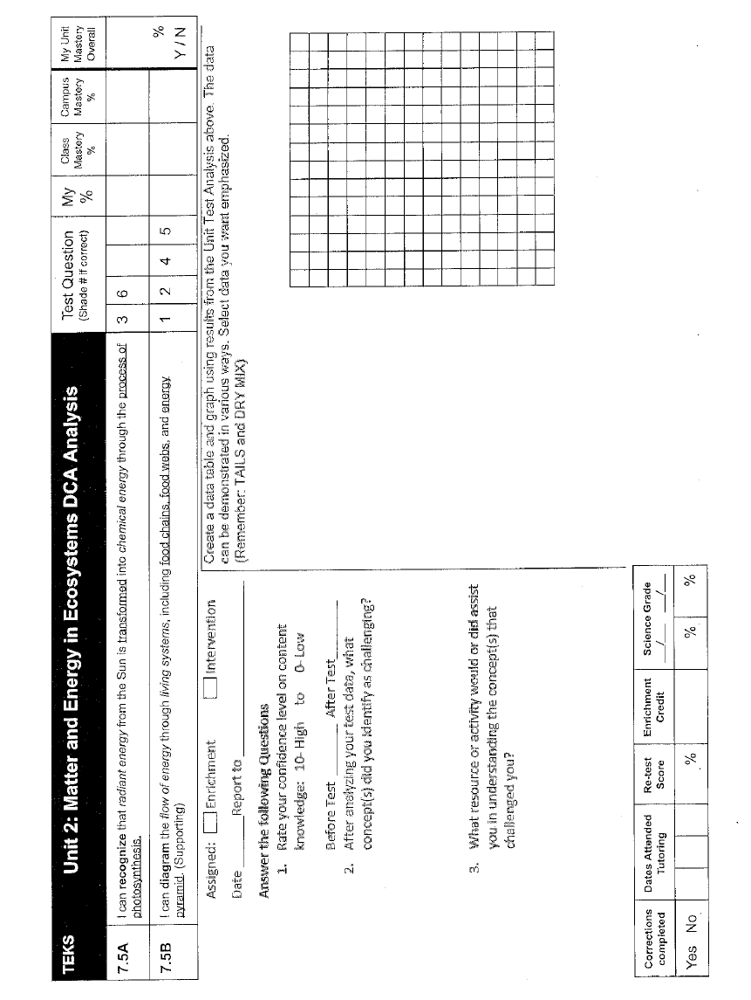 TEKS Unit 2: Matter and Energy in Ecosystems DCA Analysis
Test Question
(Shade # if correct)
My
%
Class
Mastery
%
Campus
Mastery
%
My Unit
Mastery
Overall
7.5A
I can recognize that radiant energy from the Sun is transformed into chemical energy through the process of
photosynthesis.
3 6
7.5B
I can diagram the flow of energy through living systems, including food chains, food webs, and energy
pyramid. (Supporting)
1 2 4 5
%
Y / N
Assigned: Enrichment Intervention
Date ______ Report to ____________________
Answer the following Questions
1. Rate your confidence level on content
knowledge: 10- High to 0- Low
Before Test ______ After Test ______
2. After analyzing your test data, what
concept(s) did you identify as challenging?
3. What resource or activity would or did assist
you in understanding the concept(s) that
challenged you?
Create a data table and graph using results from the Unit Test Analysis above. The data
can be demonstrated in various ways. Select data you want emphasized.
(Remember: TAILS and DRY MIX)
Corrections
completed
Dates Attended
Tutoring
Re-test
Score
Enrichment
Credit
Science Grade
__/__ __/__
Yes No
%
% %